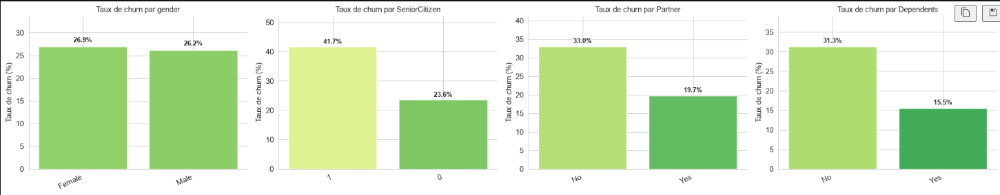 Taux de churn par gender
Taux de churn (%)
30
25
20
15
10
5
0
26.9%
26.2%
Female
Male
Taux de churn par SeniorCitizen
Taux de churn (%)
50
40
30
20
10
0
41.7%
23.6%
1
0
Taux de churn par Partner
Taux de churn (%)
40
35
30
25
20
15
10
5
0
33.0%
19.7%
No
Yes
Taux de churn par Dependents
Taux de churn (%)
35
30
25
20
15
10
5
0
31.3%
15.5%
No
Yes